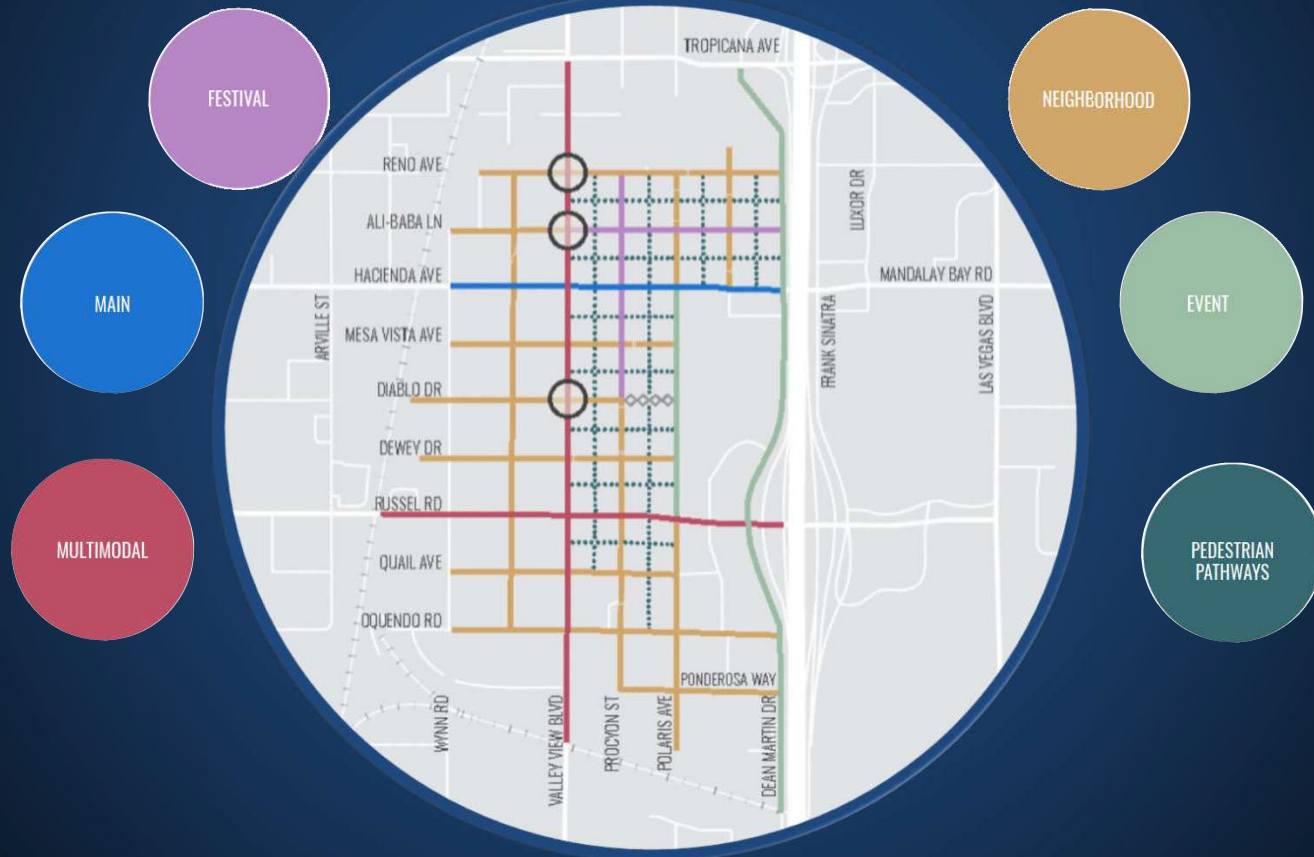 FESTIVAL
NEIGHBORHOOD
MAIN
EVENT
MULTIMODAL
PEDESTRIAN
PATHWAYS
TROPICANA AVE
RENO AVE
ALI-BABA LN
HACIENDA AVE
MESA VISTA AVE
DIABLO DR
DEWEY DR
RUSSEL RD
QUAIL AVE
OQUENDO RD
PONDEROSA WAY
MANDALAY BAY RD
ARVILLE ST
LUXOR DR
FRANK SINATRA
LAS VEGAS BLVD
WYNN RD
VALLEY VIEW BLVD
PROCYON ST
POLARIS AVE
DEAN MARTIN DR